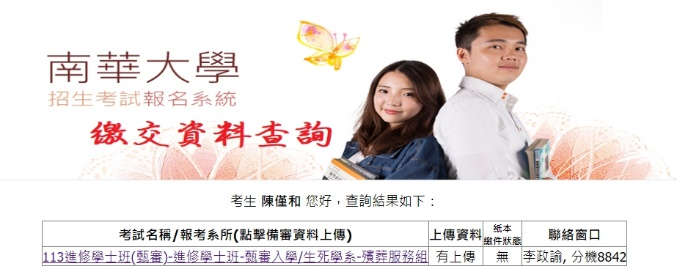 南華大學
招生考試報名系統
繳交資料查詢
考生 陳僅和 您好，查詢結果如下：
考試名稱/報考系所(點擊備審資料上傳) 上傳資料 紙本繳件狀態 聯絡窗口
113進修學士班(甄審)-進修學士班-甄審入學/生死學系-殯葬服務組 有上傳 無 李政諭, 分機8842